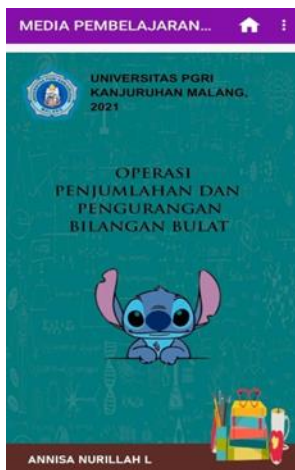 MEDIA PEMBELAJARAN...
UNIVERSITAS PGRI
KANJURUHAN MALANG,
2021
OPERASI
PENJUMLAHAN DAN
PENGURANGAN
BILANGAN BULAT
ANNISA NURILLAH L